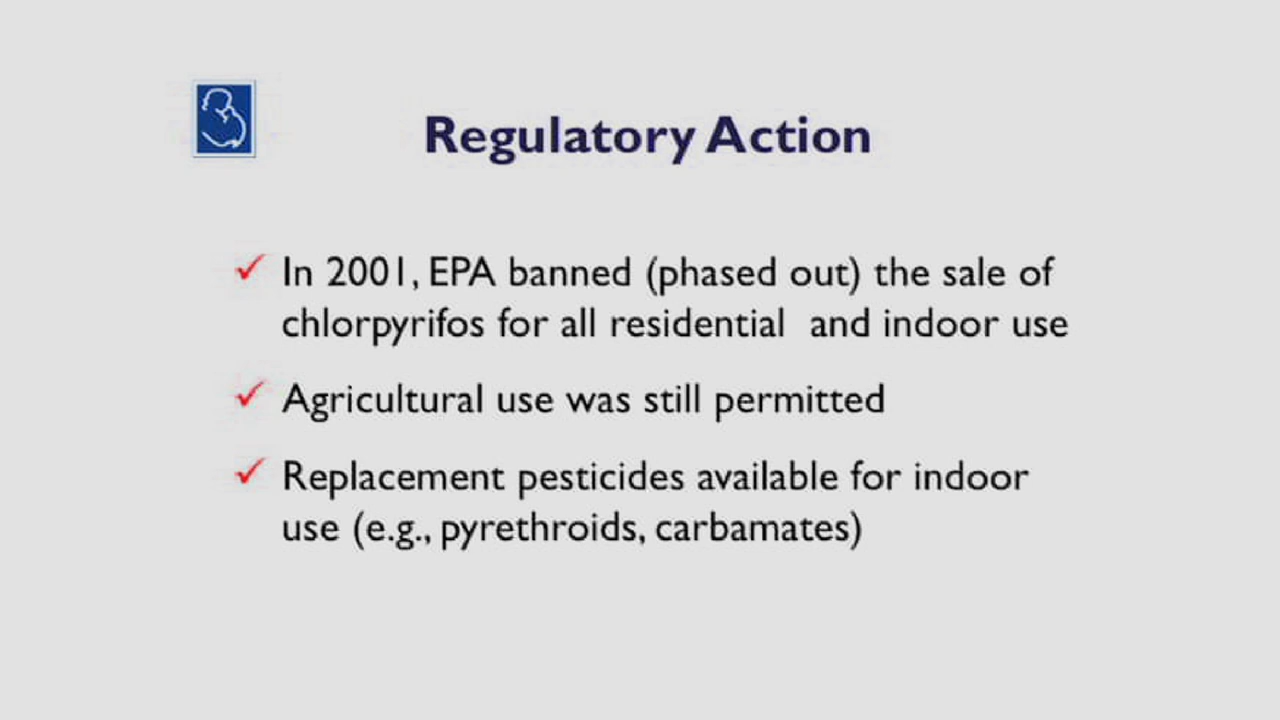 Regulatory Action
In 2001, EPA banned (phased out) the sale of
chlorpyrifos for all residential and indoor use
Agricultural use was still permitted
Replacement pesticides available for indoor
use (e.g., pyrethroids, carbamates)